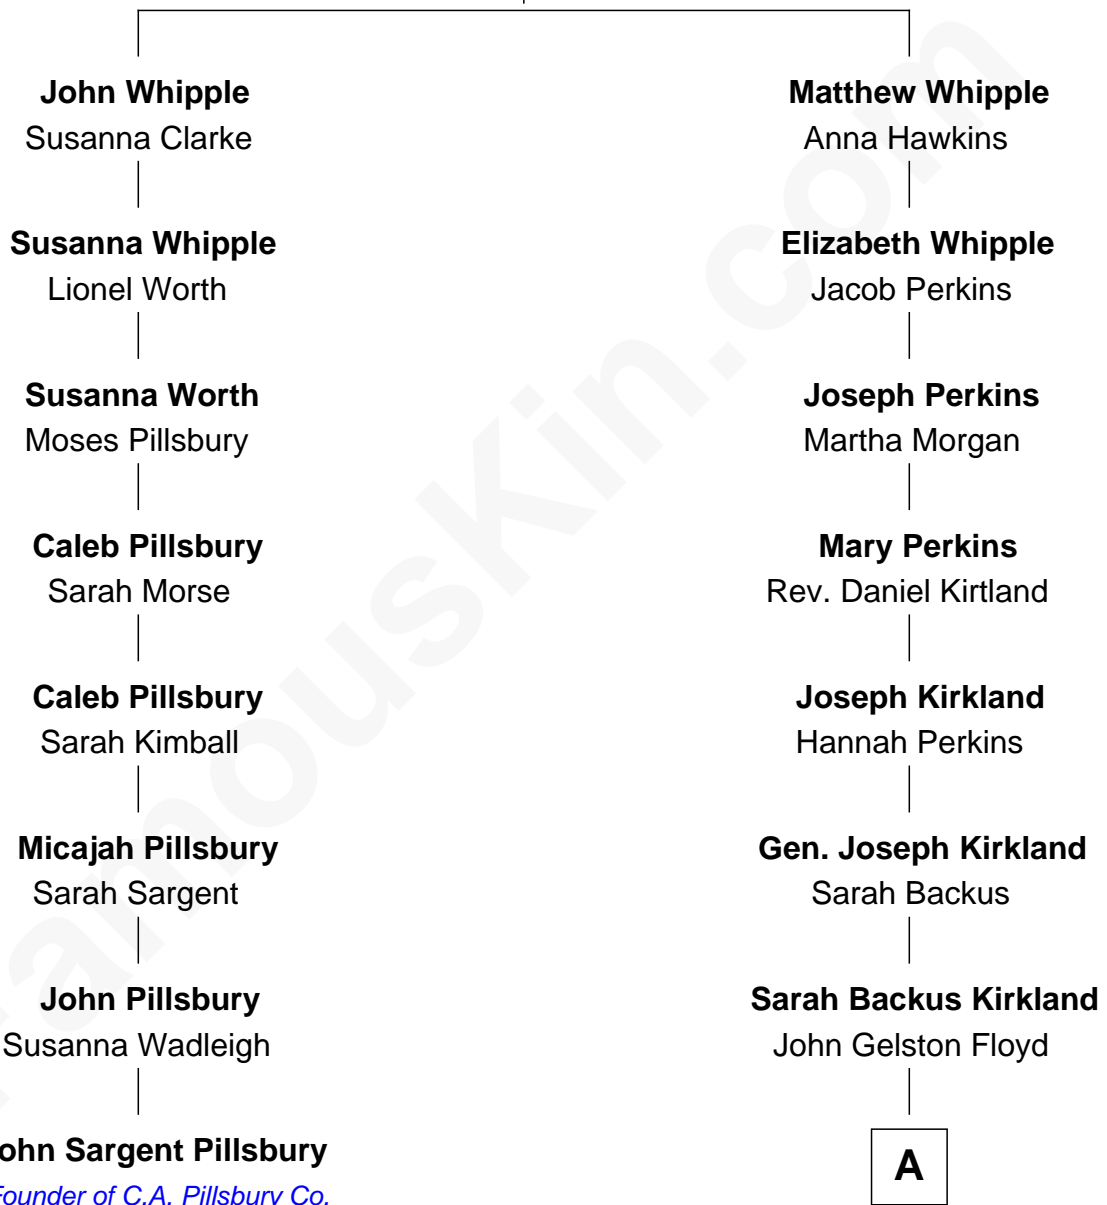 John Whipple
Susanna Clarke
Susanna Whipple
Lionel Worth
Susanna Worth
Moses Pillsbury
Caleb Pillsbury
Sarah Morse
Caleb Pillsbury
Sarah Kimball
Micajah Pillsbury
Sarah Sargent
John Pillsbury
Susanna Wadleigh
ohn Sargent Pillsbury
Founder of C.A. Pillsbury Co.
Matthew Whipple
Anna Hawkins
Elizabeth Whipple
Jacob Perkins
Joseph Perkins
Martha Morgan
Mary Perkins
Rev. Daniel Kirtland
Joseph Kirkland
Hannah Perkins
Gen. Joseph Kirkland
Sarah Backus
Sarah Backus Kirkland
John Gelston Floyd
A
FamousKin.com